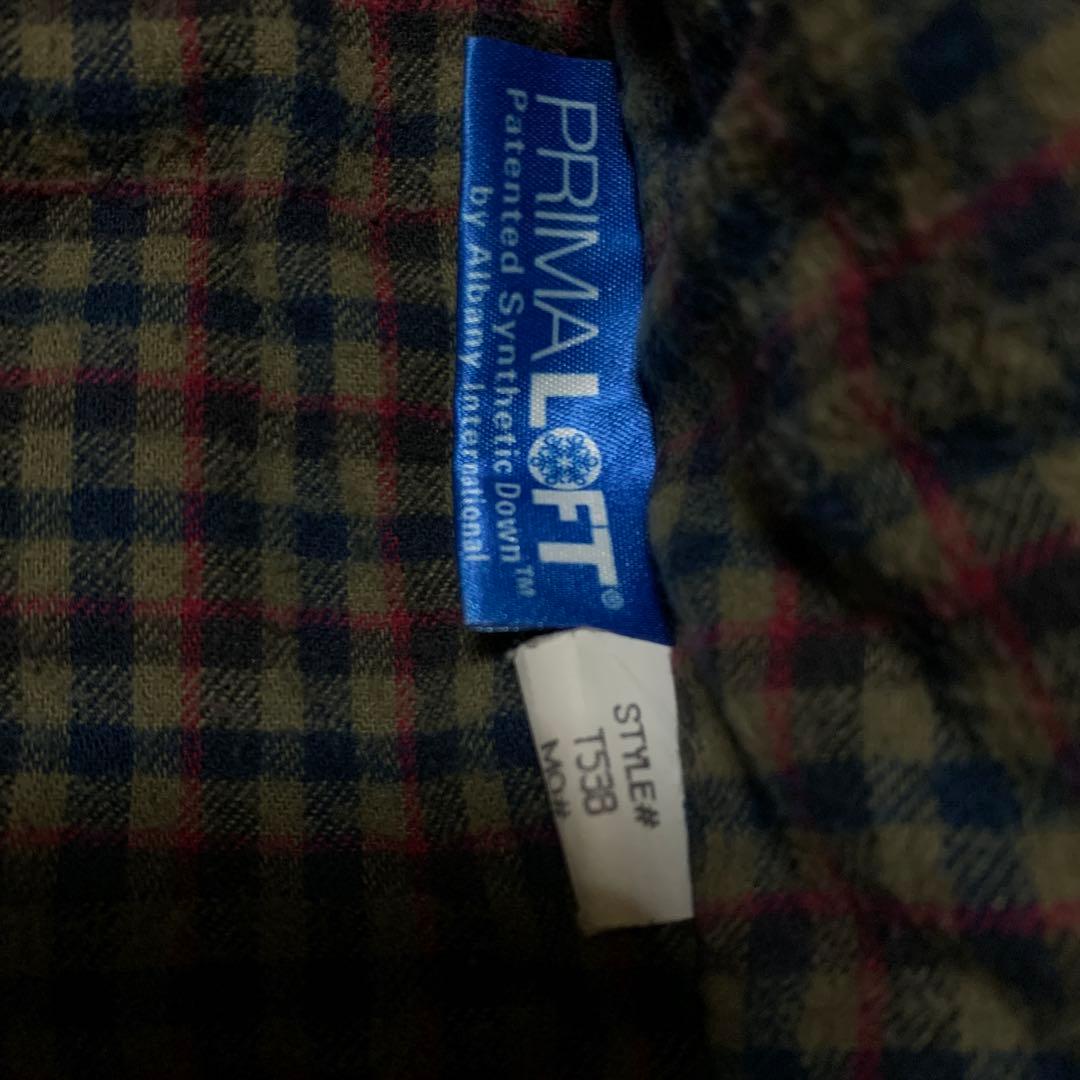 PRIMALOFT®
Patented Synthetic Down™
by Albany International
STYLE#
T538
MO#